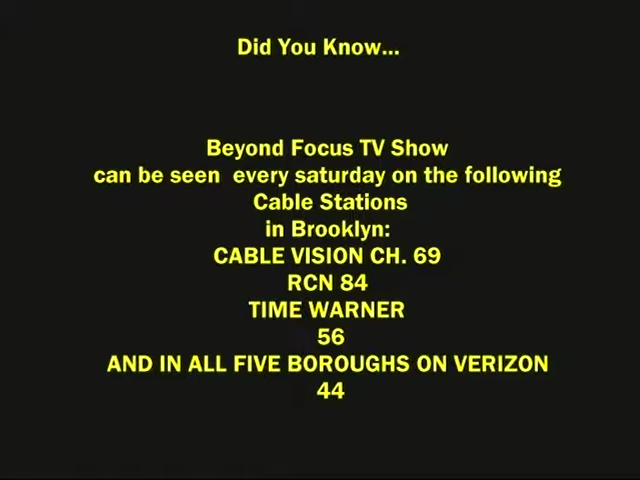 Did You Know...
Beyond Focus TV Show
can be seen  every saturday on the following
Cable Stations
in Brooklyn:
CABLE VISION CH. 69
RCN 84
TIME WARNER
56
AND IN ALL FIVE BOROUGHS ON VERIZON
44